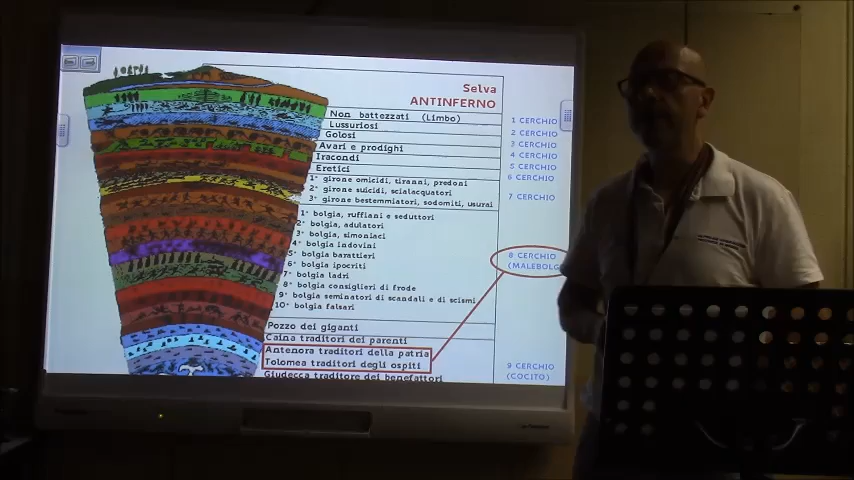 Selva
ANTINFERNO
Non battezzati (Limbo)
1 CERCHIO
Lussuriosi
2 CERCHIO
Golosi
3 CERCHIO
Avari e prodighi
4 CERCHIO
Iracondi
5 CERCHIO
Eretici
6 CERCHIO
1° girone omicidi, tiranni, predoni
2° girone suicidi, scialacquatori
7 CERCHIO
3° girone bestemmiatori, sodomiti, usurai
1° bolgia, ruffiani e seduttori
2° bolgia, adulatori
3° bolgia, simoniaci
4° bolgia indovini
5° bolgia barattieri
8 CERCHIO
6° bolgia ipocriti
(MALEBOLG
7° bolgia ladri
8° bolgia consiglieri di frode
9° bolgia seminatori di scandali e di scismi
10° bolgia falsari
Pozzo dei giganti
Caina traditori dei parenti
Antenora traditori della patria
Tolomea traditori degli ospiti
9 CERCHIO
Giudecca traditore dei benefattori
(COCITO)